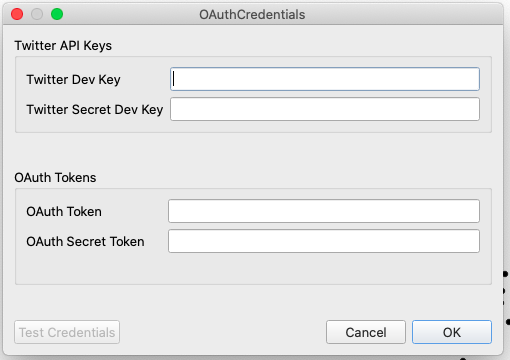 OAuthCredentials
Twitter API Keys
Twitter Dev Key
Twitter Secret Dev Key
OAuth Tokens
OAuth Token
OAuth Secret Token
Test Credentials Cancel OK